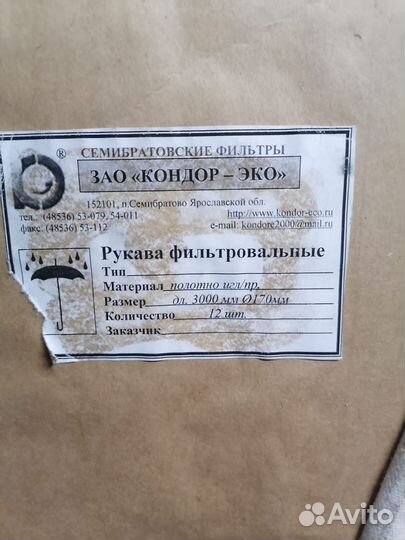 ®
СЕМИБРАТОВСКИЕ ФИЛЬТРЫ
ЗАО «КОНДОР – ЭКО»
152101, п.Семибратово Ярославской обл.
тел.: (48536) 53-079, 54-011 http://www.kondor-eco.ru
факс: (48536) 53-112 e-mail: kondore2000@mail.ru
Рукава фильтровальные
Тип
Материал полотно игл/пр,
Размер дл. 3000 мм Ø170мм
Количество 12 шт.
Заказчик
Avito